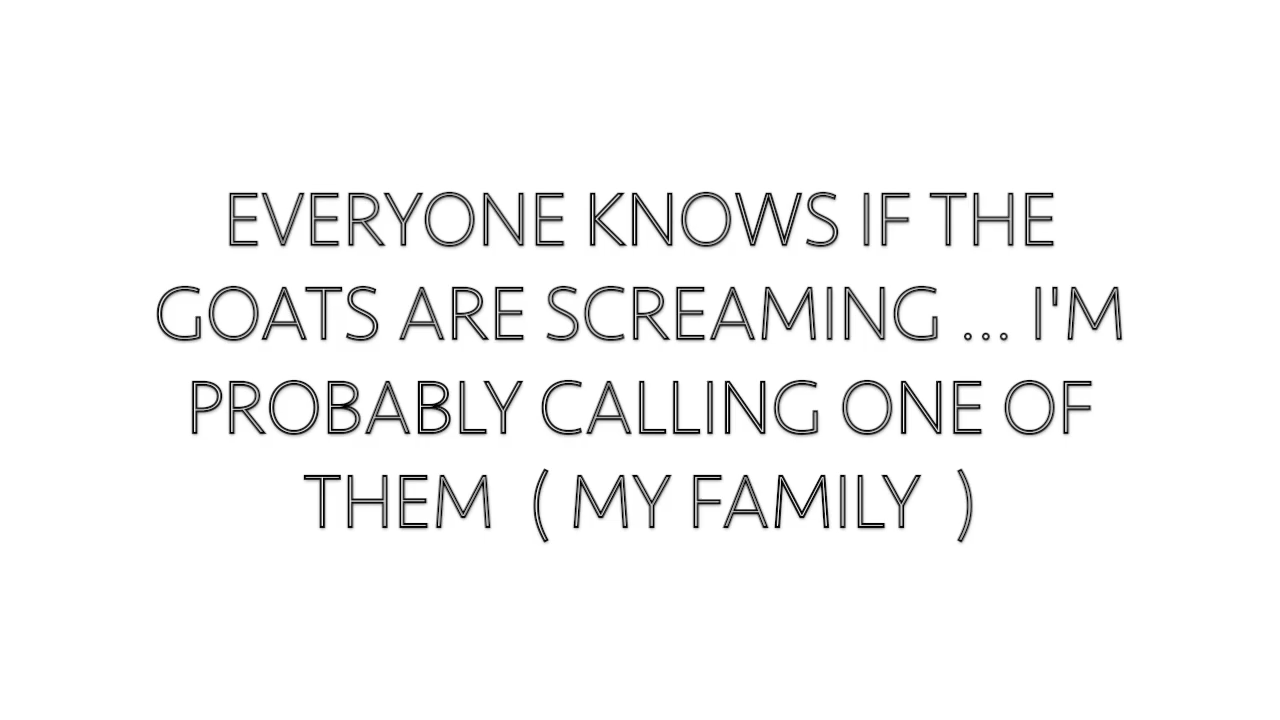 EVERYONE KNOWS IF THE
GOATS ARE SCREAMING ... I'M
PROBABLY CALLING ONE OF
THEM ( MY FAMILY )